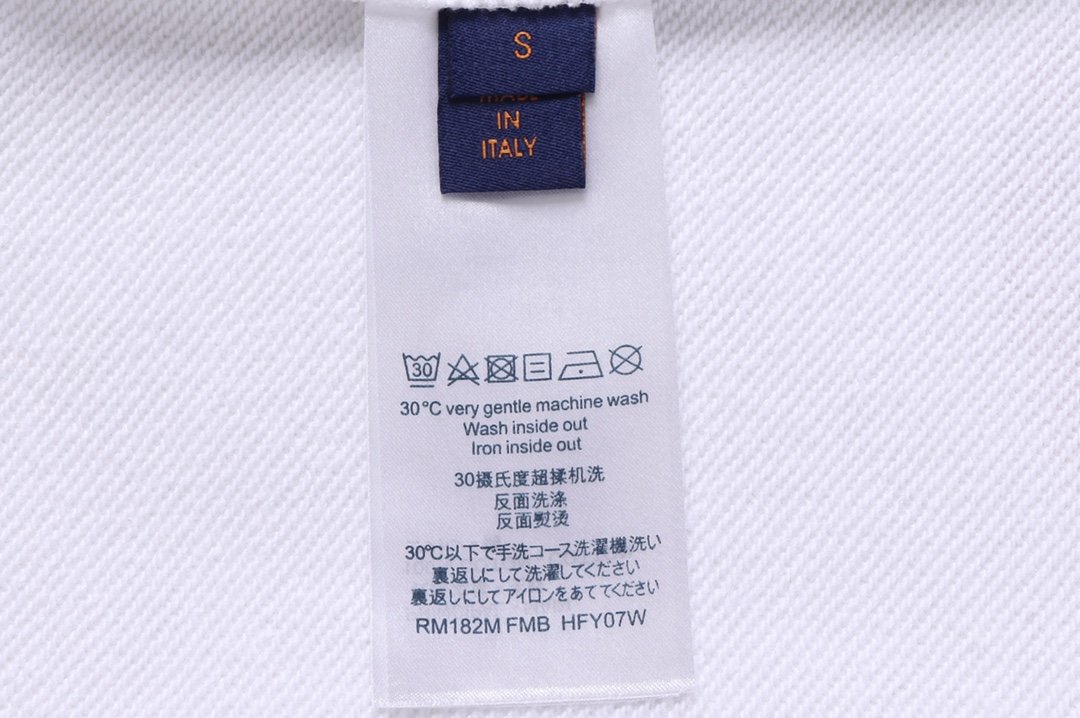 S
MADE
IN
ITALY
30
30°C very gentle machine wash
Wash inside out
Iron inside out
30摄氏度超揉机洗
反面洗涤
反面熨烫
30℃以下で手洗コース洗濯機洗い
裏返しにして洗濯してください
裏返しにしてアイロンをあててください
RM182M FMB HFY07W